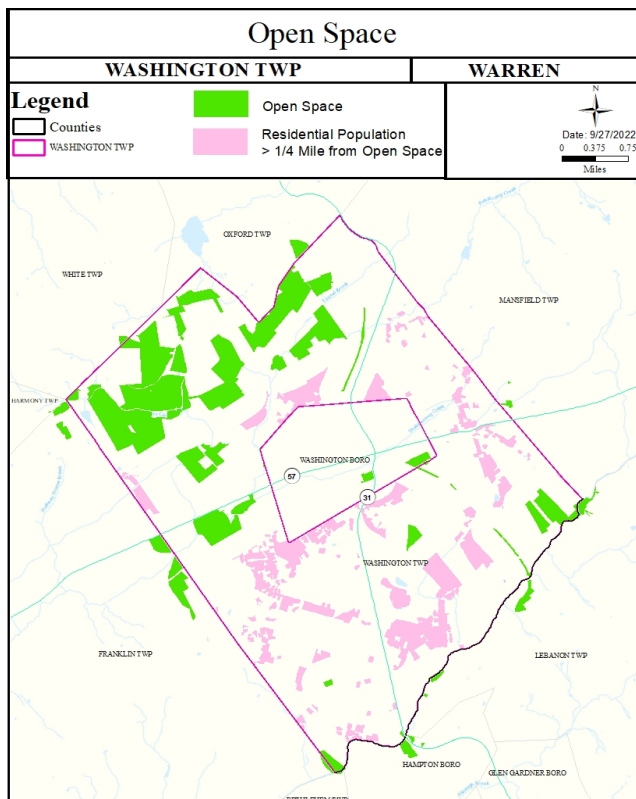 Open Space
WASHINGTON TWP
WARREN
Legend
Counties
WASHINGTON TWP
Open Space
Residential Population
> 1/4 Mile from Open Space
N
Date: 9/27/2022
0 0.375 0.75
Miles
OXFORD TWP
WHITE TWP
MANSFIELD TWP
HARMONY TWP
WASHINGTON BORO
57
31
WASHINGTON TWP
FRANKLIN TWP
LEBANON TWP
HAMPTON BORO
GLEN GARDNER BORO